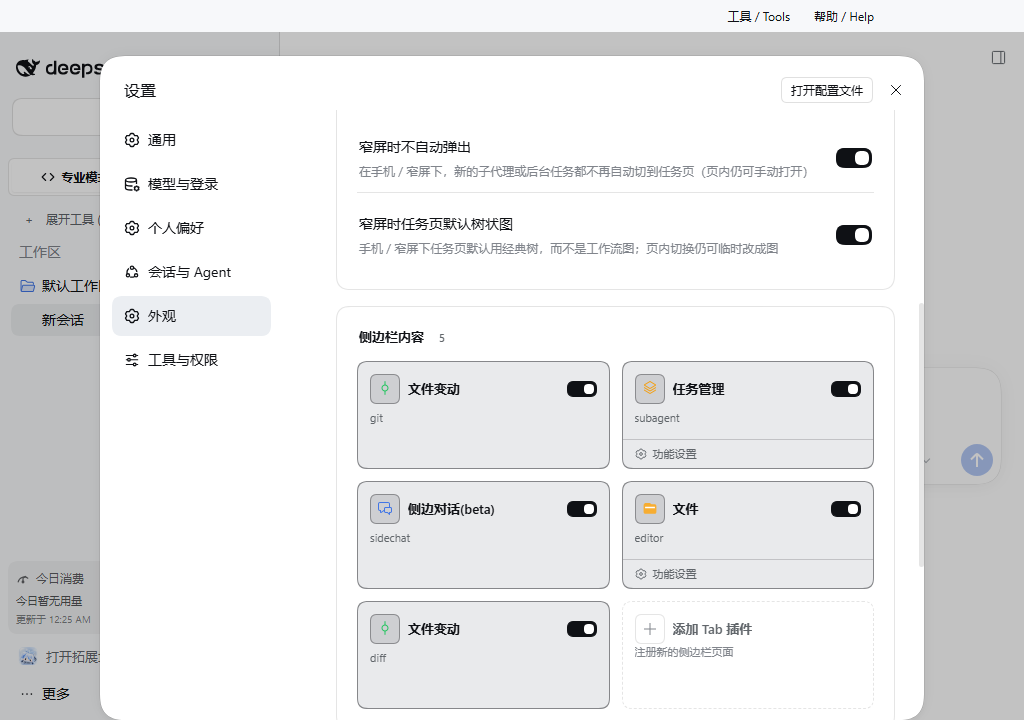 工具 / Tools
帮助 / Help
deeps
设置
打开配置文件
专业模式
展开工具 (
工作区
默认工作
新会话
今日消费
今日暂无用量
更新于 12:25 AM
打开拓展
更多
通用
模型与登录
个人偏好
会话与 Agent
外观
工具与权限
窄屏时不自动弹出
在手机 / 窄屏下，新的子代理或后台任务都不再自动切到任务页（页内仍可手动打开）
窄屏时任务页默认树状图
手机 / 窄屏下任务页默认用经典树，而不是工作流图；页内切换仍可临时改成图
侧边栏内容 5
文件变动
git
任务管理
subagent
功能设置
侧边对话(beta)
sidechat
文件
editor
功能设置
文件变动
diff
添加 Tab 插件
注册新的侧边栏页面